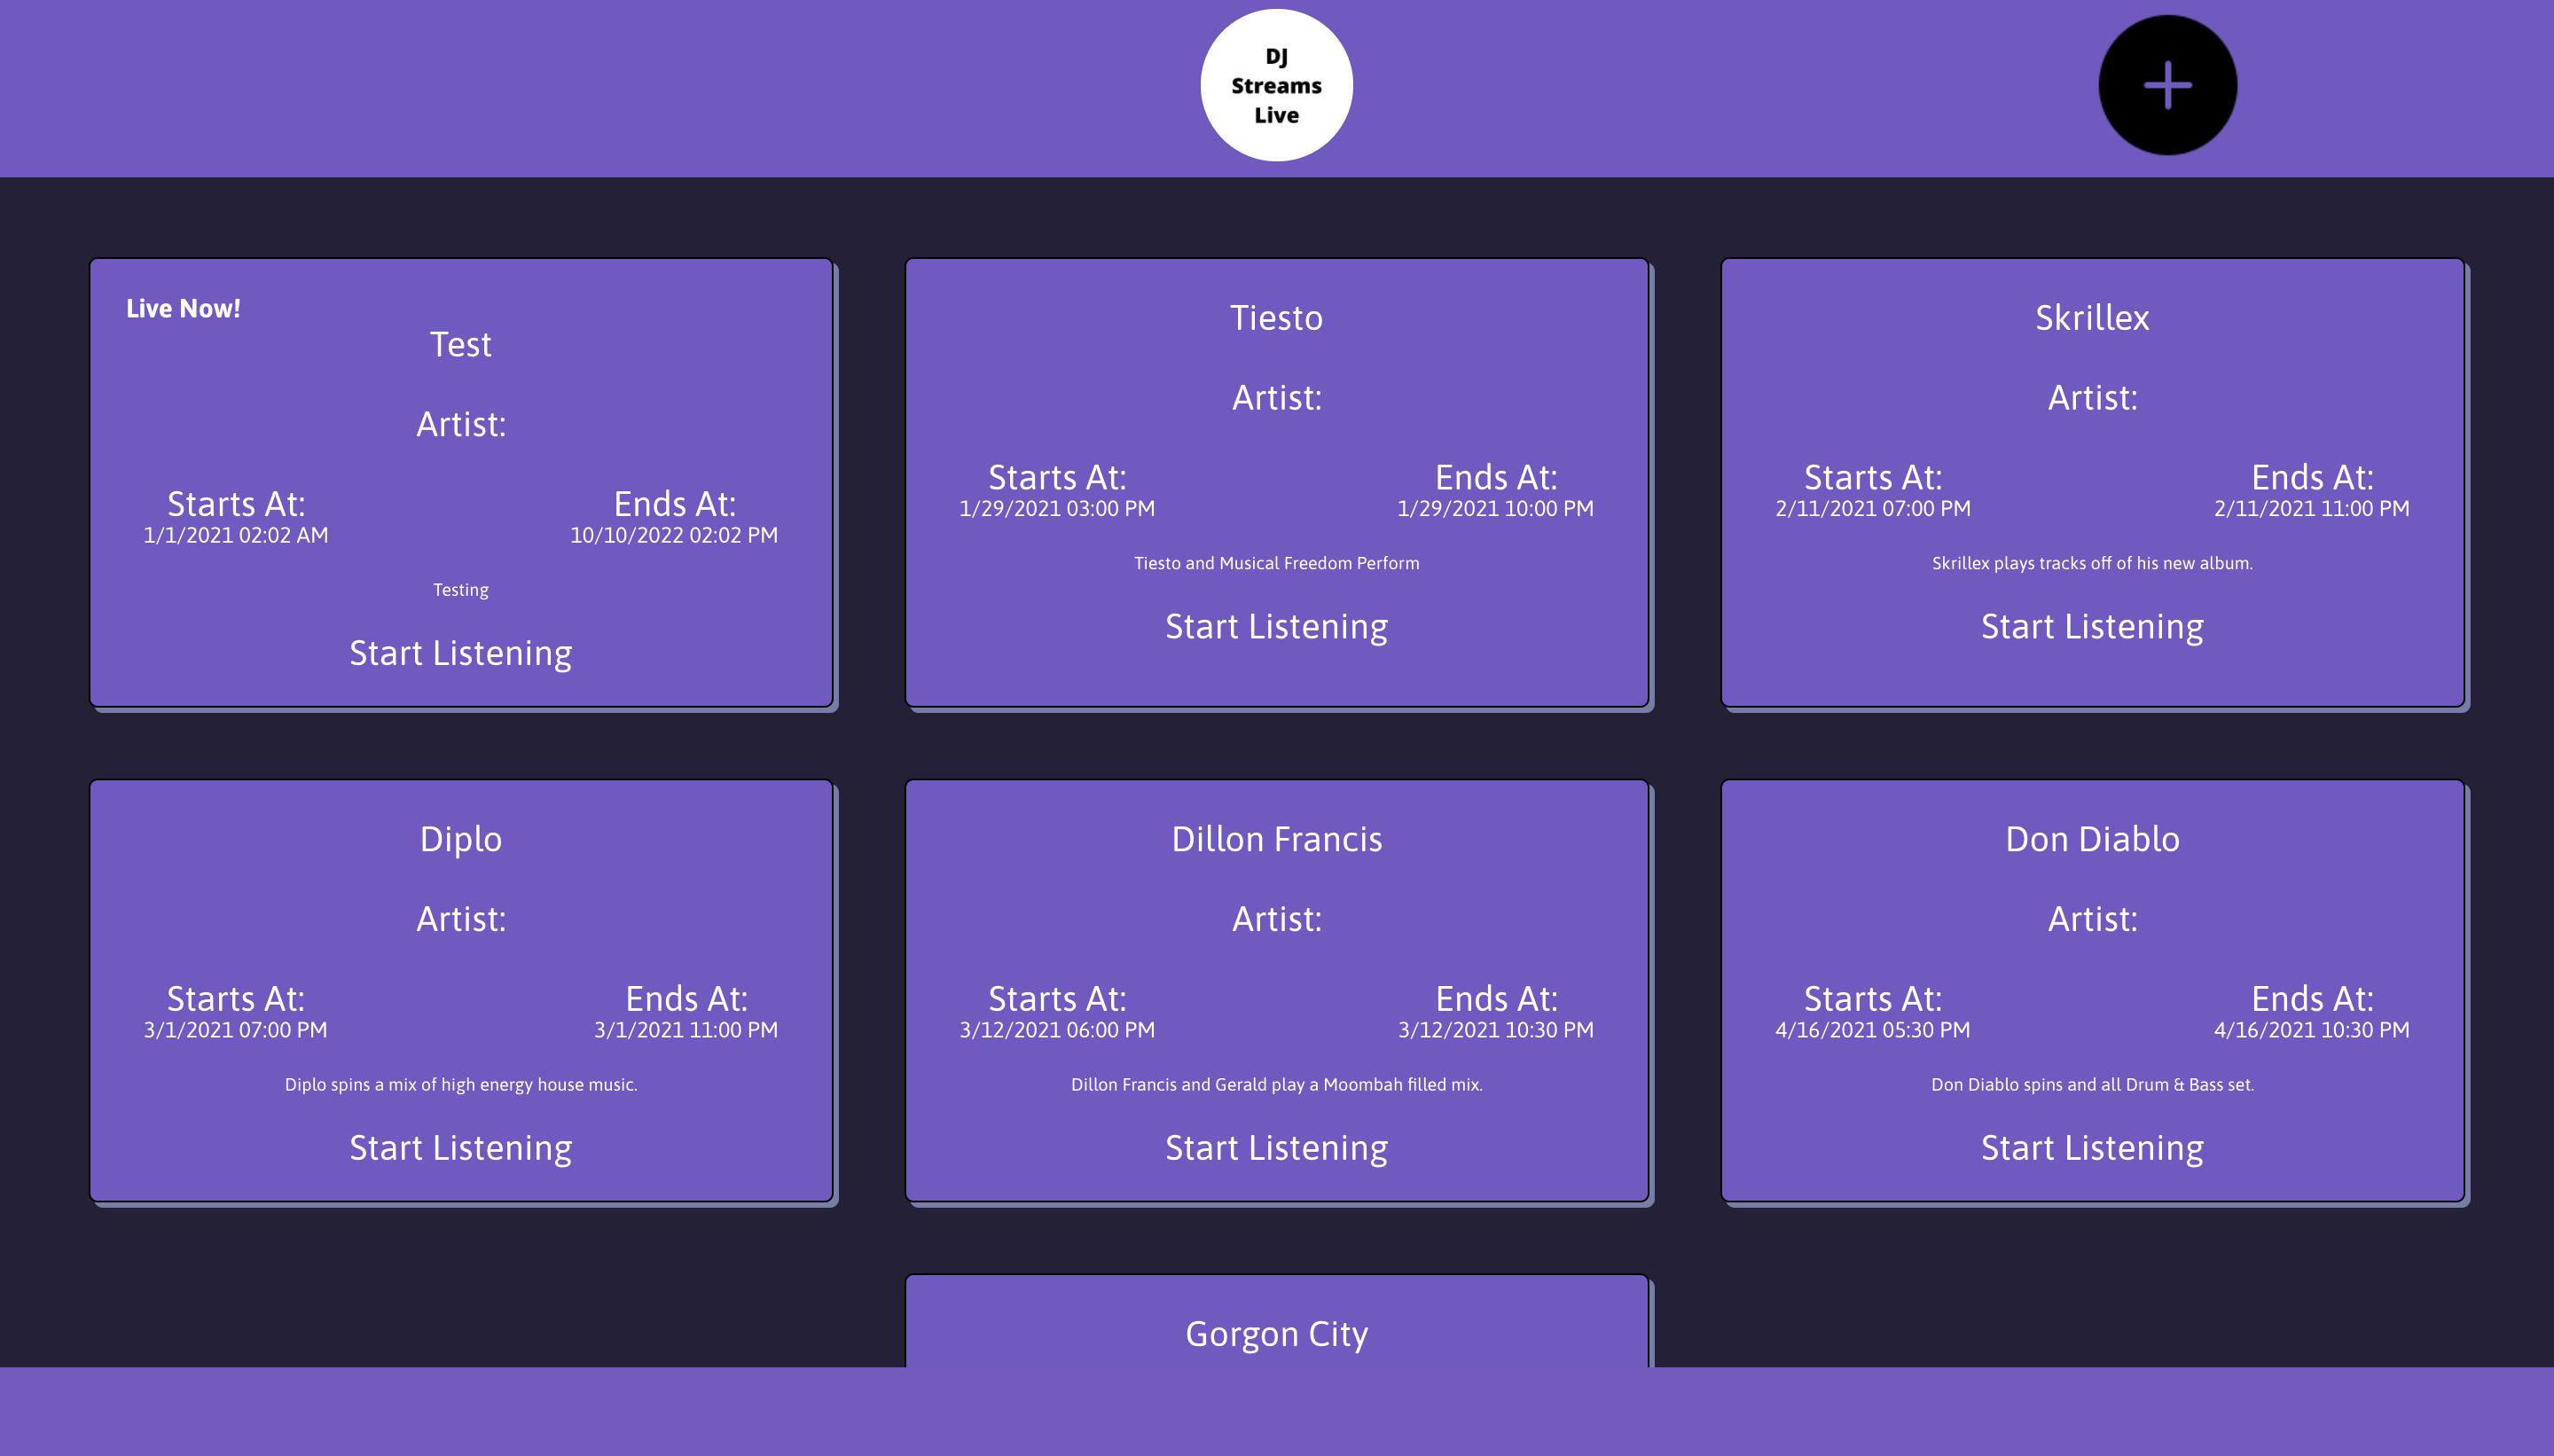 DJ
Streams
Live
Live Now!
Test
Artist:
Starts At:
1/1/2021 02:02 AM
Ends At:
10/10/2022 02:02 PM
Testing
Start Listening
Tiesto
Artist:
Starts At:
1/29/2021 03:00 PM
Ends At:
1/29/2021 10:00 PM
Tiesto and Musical Freedom Perform
Start Listening
Skrillex
Artist:
Starts At:
2/11/2021 07:00 PM
Ends At:
2/11/2021 11:00 PM
Skrillex plays tracks off of his new album.
Start Listening
Diplo
Artist:
Starts At:
3/1/2021 07:00 PM
Ends At:
3/1/2021 11:00 PM
Diplo spins a mix of high energy house music.
Start Listening
Dillon Francis
Artist:
Starts At:
3/12/2021 06:00 PM
Ends At:
3/12/2021 10:30 PM
Dillon Francis and Gerald play a Moombah filled mix.
Start Listening
Don Diablo
Artist:
Starts At:
4/16/2021 05:30 PM
Ends At:
4/16/2021 10:30 PM
Don Diablo spins and all Drum & Bass set.
Start Listening
Gorgon City